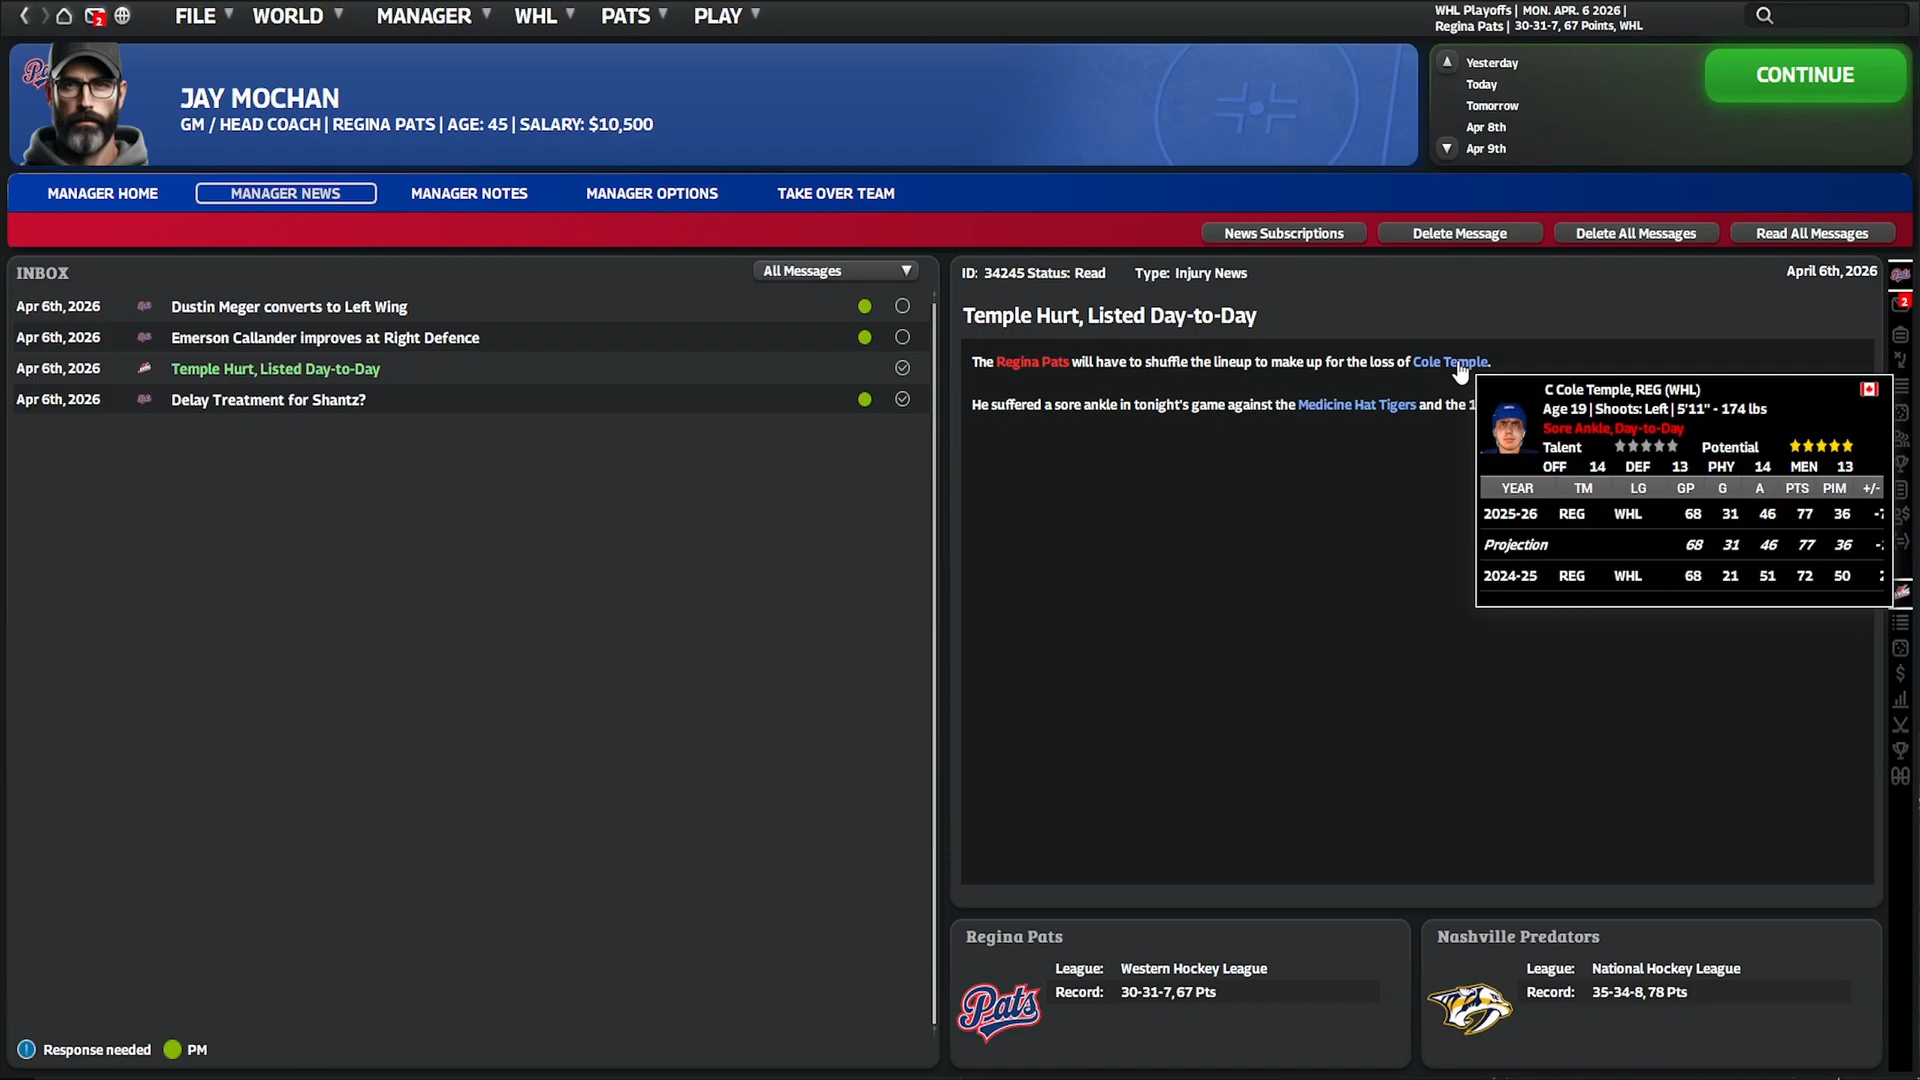 2
FILE
WORLD
MANAGER
WHL
PATS
PLAY
WHL Playoffs | MON. APR. 6 2026 |
Regina Pats | 30-31-7, 67 Points, WHL
JAY MOCHAN
GM / HEAD COACH | REGINA PATS | AGE: 45 | SALARY: $10,500
Yesterday
Today
Tomorrow
Apr 8th
Apr 9th
CONTINUE
MANAGER HOME
MANAGER NEWS
MANAGER NOTES
MANAGER OPTIONS
TAKE OVER TEAM
News Subscriptions
Delete Message
Delete All Messages
Read All Messages
INBOX
All Messages
Apr 6th, 2026 Dustin Meger converts to Left Wing
Apr 6th, 2026 Emerson Callander improves at Right Defence
Apr 6th, 2026 Temple Hurt, Listed Day-to-Day
Apr 6th, 2026 Delay Treatment for Shantz?
ID: 34245 Status: Read Type: Injury News April 6th, 2026
2
Temple Hurt, Listed Day-to-Day
The Regina Pats will have to shuffle the lineup to make up for the loss of Cole Temple.
He suffered a sore ankle in tonight's game against the Medicine Hat Tigers and the 1
C Cole Temple, REG (WHL)
Age 19 | Shoots: Left | 5'11" - 174 lbs
Sore Ankle, Day-to-Day
Talent Potential
OFF 14 DEF 13 PHY 14 MEN 13
YEAR TM LG GP G A PTS PIM +/-
2025-26 REG WHL 68 31 46 77 36
Projection 68 31 46 77 36
2024-25 REG WHL 68 21 51 72 50
Regina Pats
League: Western Hockey League
Record: 30-31-7, 67 Pts
Pats
Nashville Predators
League: National Hockey League
Record: 35-34-8, 78 Pts
Response needed
PM